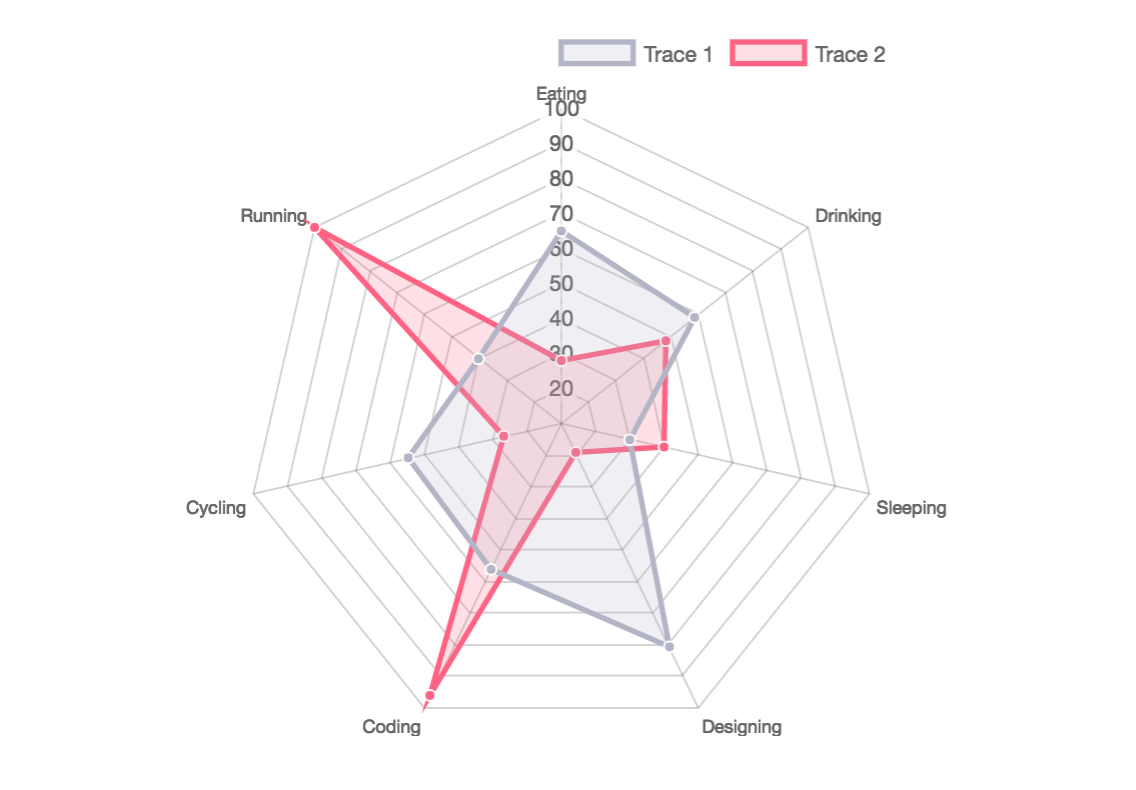 Trace 1
Trace 2
Eating
100
90
80
70
60
50
40
30
20
Running
Drinking
Cycling
Sleeping
Coding
Designing